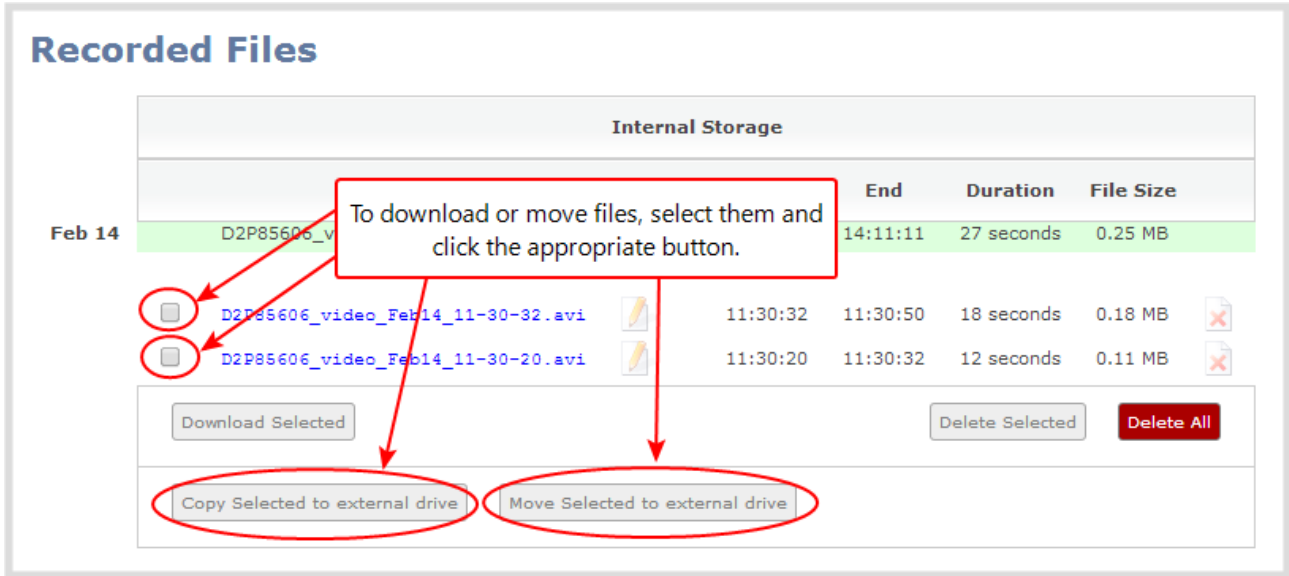 Recorded Files
Internal Storage
End Duration File Size
To download or move files, select them and
click the appropriate button.
Feb 14 14:11:11 27 seconds 0.25 MB
D2P85606_video_Feb14_11-30-32.avi 11:30:32 11:30:50 18 seconds 0.18 MB
D2P85606_video_Feb14_11-30-20.avi 11:30:20 11:30:32 12 seconds 0.11 MB
Download Selected Delete Selected Delete All
Copy Selected to external drive Move Selected to external drive